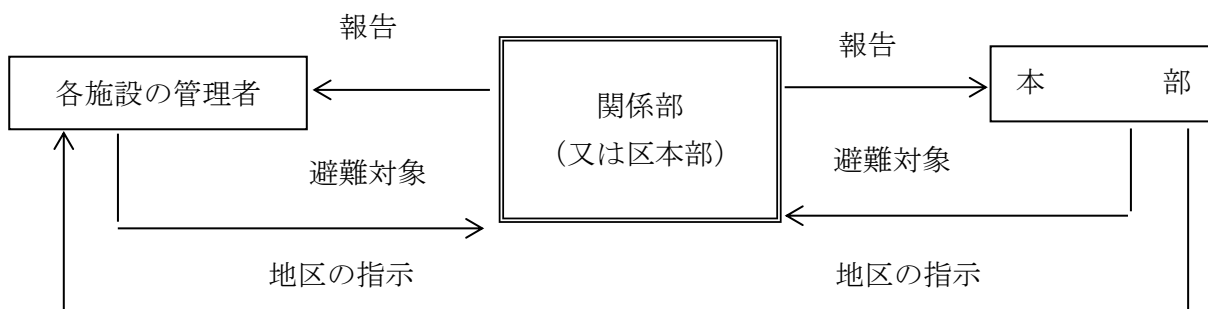 報告
報告
各施設の管理者
関係部
（又は区本部）
本　　　部
避難対象
避難対象
地区の指示
地区の指示